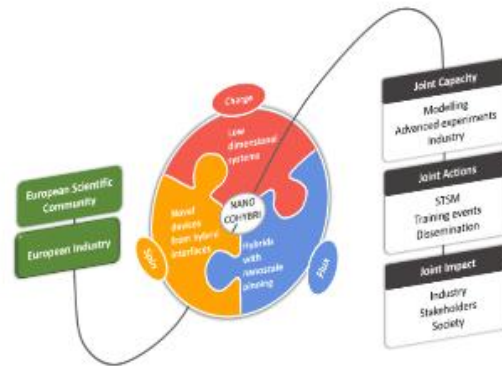 European Scientific
Community
European Industry
Charge
Low
dimensional
systems
NANO
COHYBRI
Novel
devices
from hybrid
interfaces
Spin
Hybrids
with
nanoscale
pinning
Flux
Joint Capacity
Modelling
Advanced experiments
Industry
Joint Actions
STSM
Training events
Dissemination
Joint Impact
Industry
Stakeholders
Society